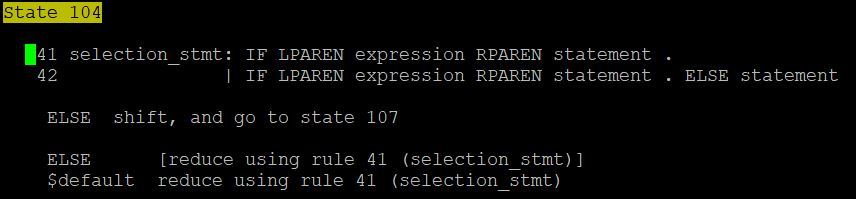 State 104
41 selection_stmt: IF LPAREN expression RPAREN statement .
42 | IF LPAREN expression RPAREN statement . ELSE statement
ELSE shift, and go to state 107
ELSE [reduce using rule 41 (selection_stmt)]
$default reduce using rule 41 (selection_stmt)